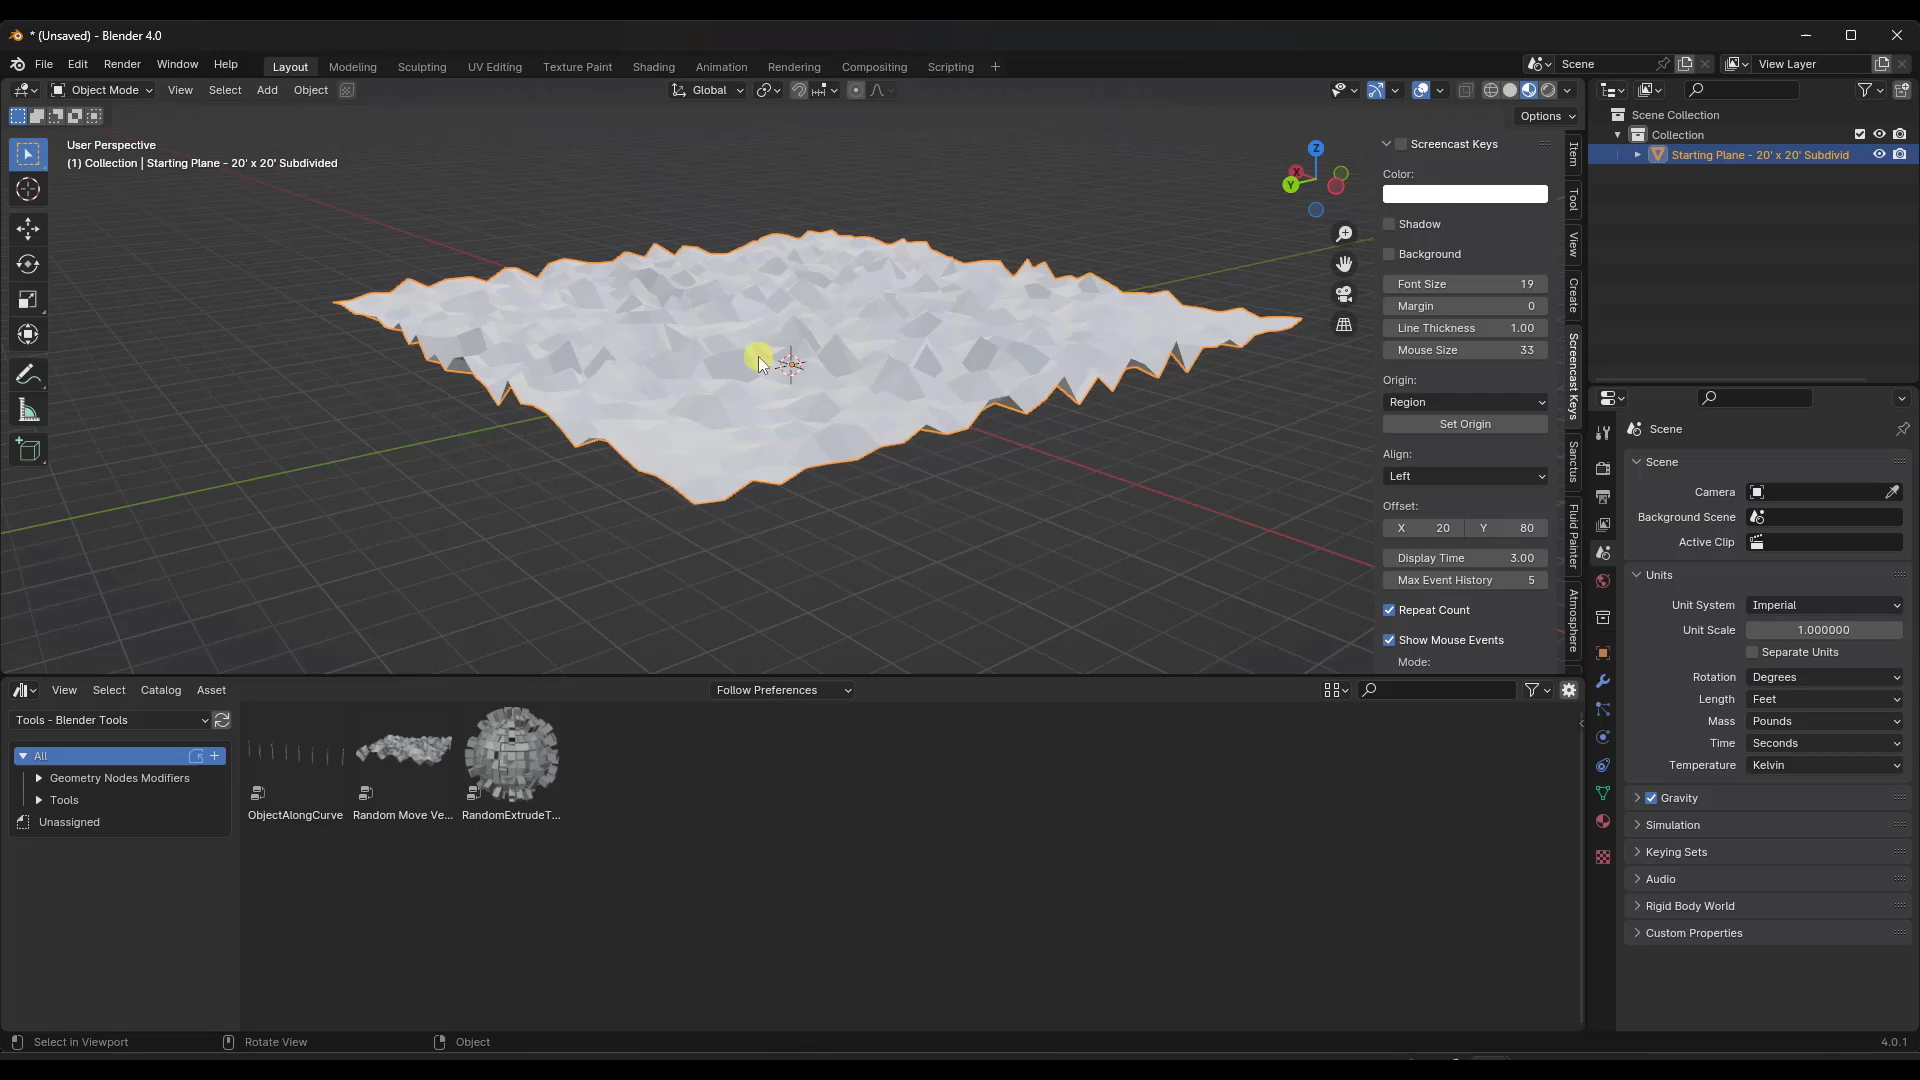 * (Unsaved) - Blender 4.0
File Edit Render Window Help
Layout Modeling Sculpting UV Editing Texture Paint Shading Animation Rendering Compositing Scripting +
Scene
View Layer
Object Mode View Select Add Object
Global
Options
User Perspective
(1) Collection | Starting Plane - 20' x 20' Subdivided
Z
X
Y
Screencast Keys
Color:
Shadow
Background
Font Size 19
Margin 0
Line Thickness 1.00
Mouse Size 33
Origin:
Region
Set Origin
Align:
Left
Offset:
X 20 Y 80
Display Time 3.00
Max Event History 5
Repeat Count
Show Mouse Events
Mode:
Item
Tool
View
Create
Screencast Keys
Sanctus
Fluid Painter
Atmosphere
Scene Collection
Collection
Starting Plane - 20' x 20' Subdivid
Scene
Scene
Camera
Background Scene
Active Clip
Units
Unit System Imperial
Unit Scale 1.000000
Separate Units
Rotation Degrees
Length Feet
Mass Pounds
Time Seconds
Temperature Kelvin
Gravity
Simulation
Keying Sets
Audio
Rigid Body World
Custom Properties
View Select Catalog Asset
Follow Preferences
Tools - Blender Tools
All
Geometry Nodes Modifiers
Tools
Unassigned
ObjectAlongCurve
Random Move Ve...
RandomExtrudeT...
Select in Viewport
Rotate View
Object
4.0.1